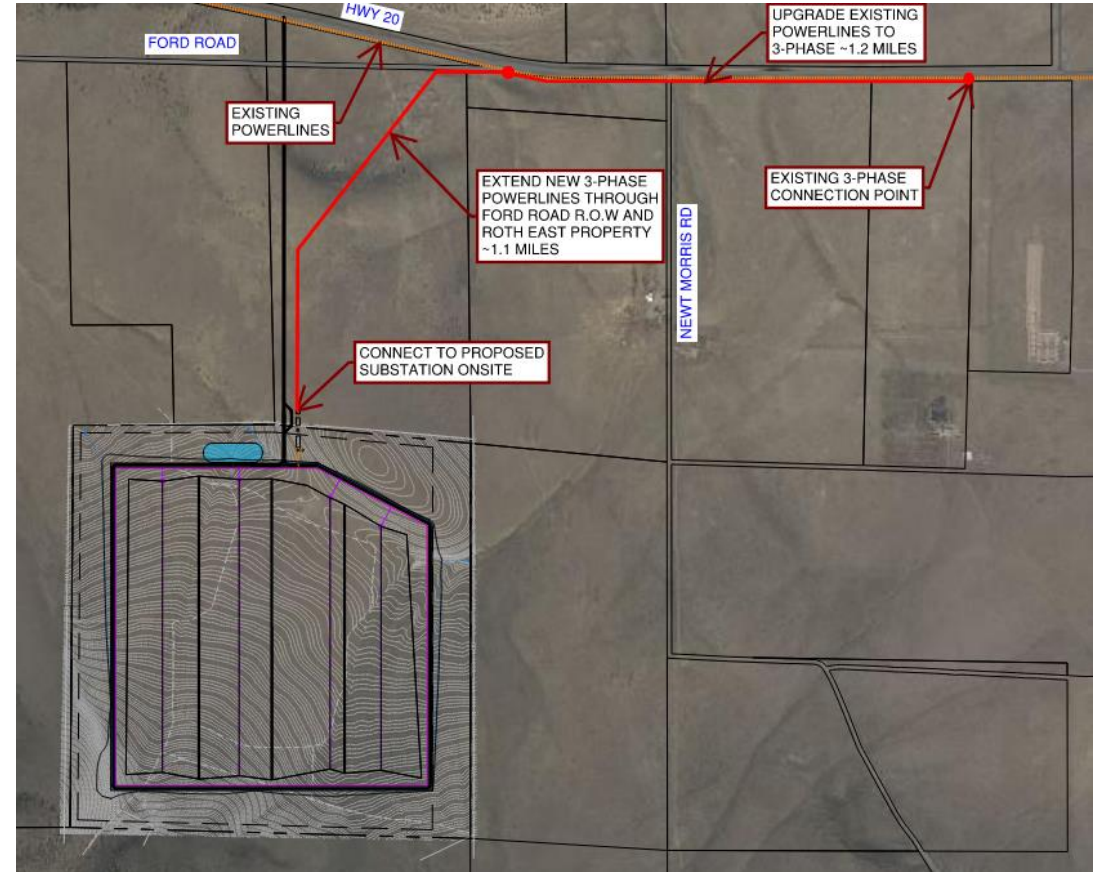 HWY 20
FORD ROAD
UPGRADE EXISTING
POWERLINES TO
3-PHASE ~1.2 MILES
EXISTING
POWERLINES
EXTEND NEW 3-PHASE
POWERLINES THROUGH
FORD ROAD R.O.W AND
ROTH EAST PROPERTY
~1.1 MILES
EXISTING 3-PHASE
CONNECTION POINT
NEWT MORRIS RD
CONNECT TO PROPOSED
SUBSTATION ONSITE